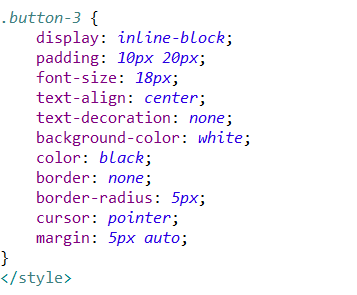 .button-3 {
    display: inline-block;
    padding: 10px 20px;
    font-size: 18px;
    text-align: center;
    text-decoration: none;
    background-color: white;
    color: black;
    border: none;
    border-radius: 5px;
    cursor: pointer;
    margin: 5px auto;
}
</style>